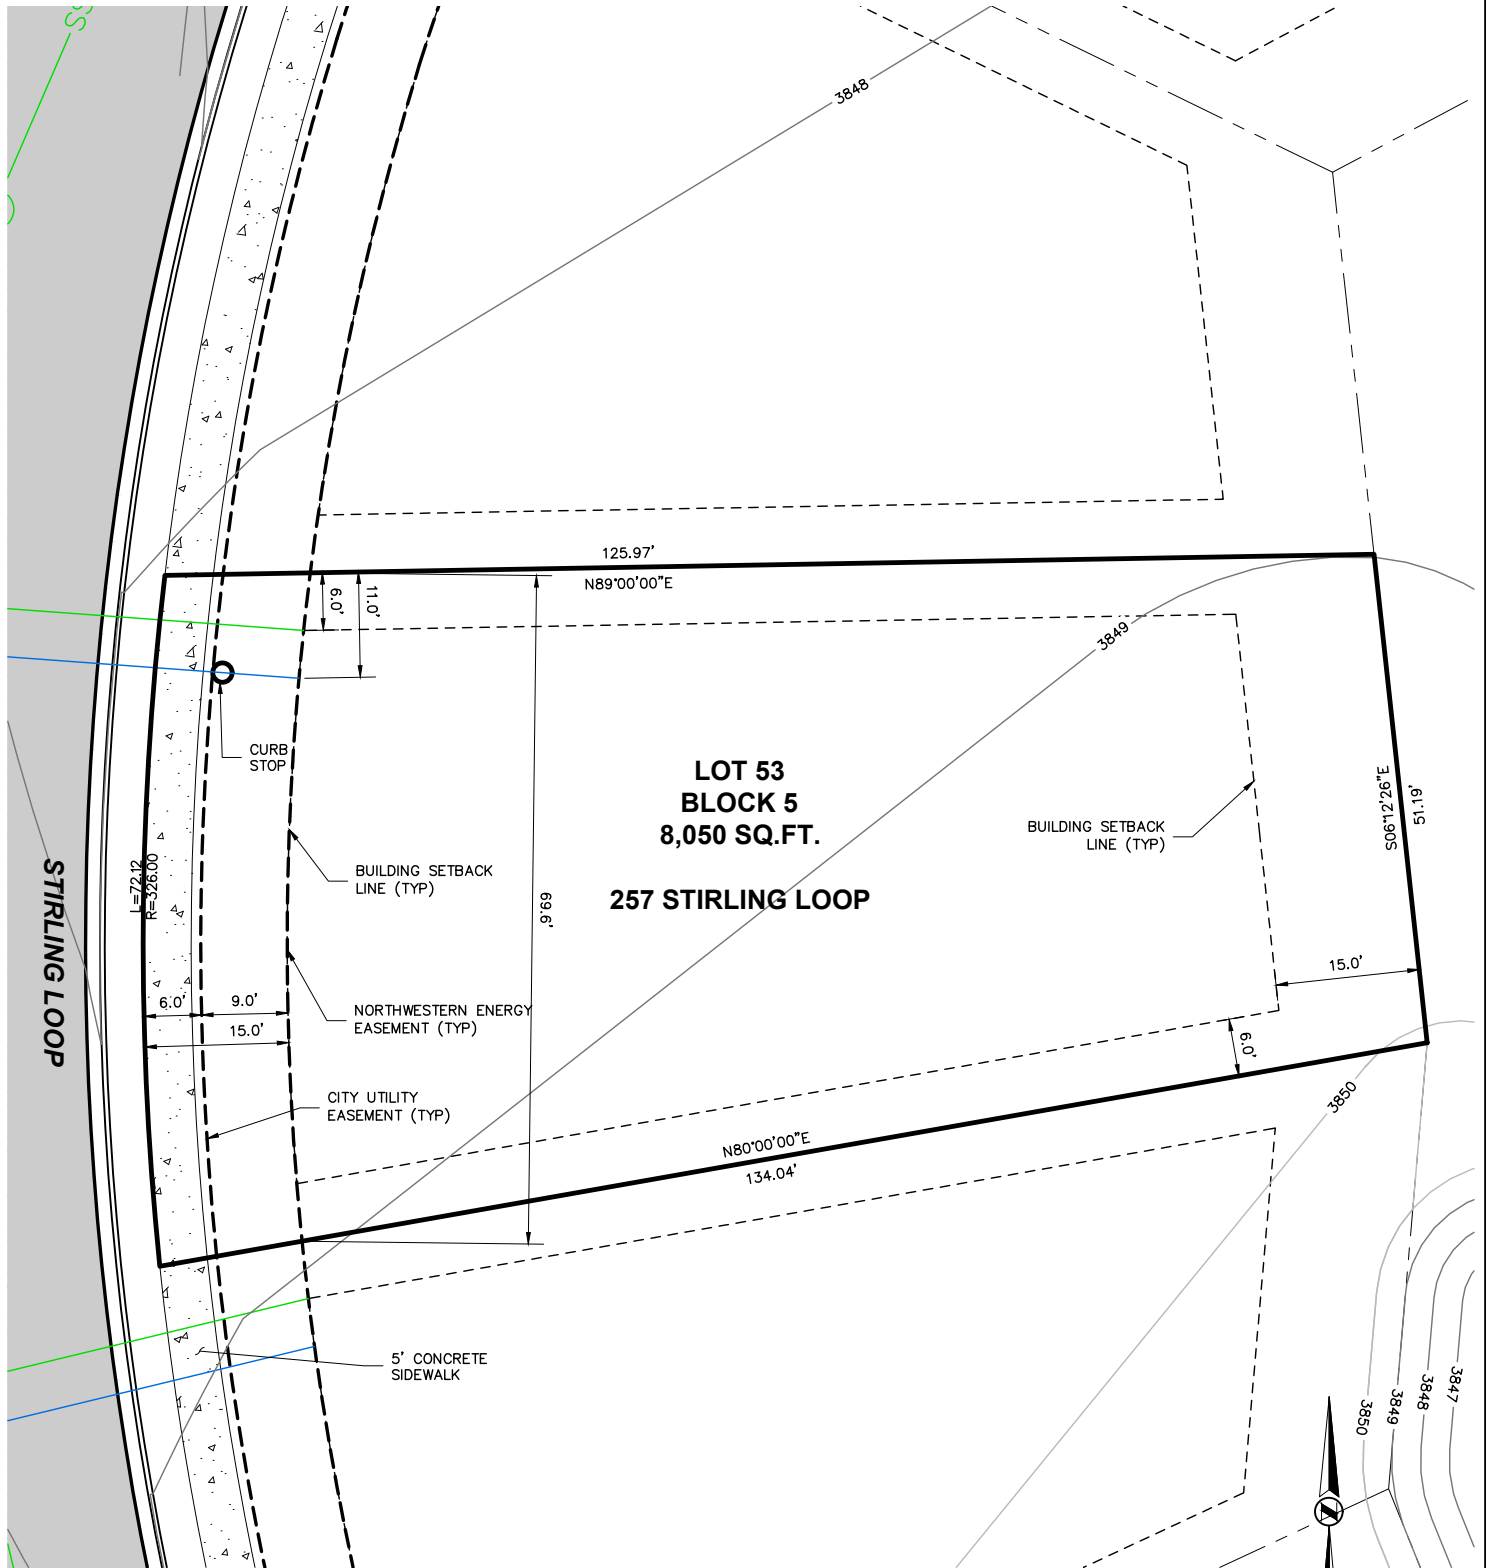 SS
3848
125.97'
N89°00'00"E
6.0'
11.0'
3849
CURB
STOP
LOT 53
BLOCK 5
8,050 SQ.FT.
257 STIRLING LOOP
BUILDING SETBACK
LINE (TYP)
BUILDING SETBACK
LINE (TYP)
S06°12'26"E
51.19'
L=72.12
R=326.00
STIRLING LOOP
69.6'
15.0'
6.0'
9.0'
15.0'
NORTHWESTERN ENERGY
EASEMENT (TYP)
6.0'
CITY UTILITY
EASEMENT (TYP)
3850
N80°00'00"E
134.04'
5' CONCRETE
SIDEWALK
3850
3849
3848
3847